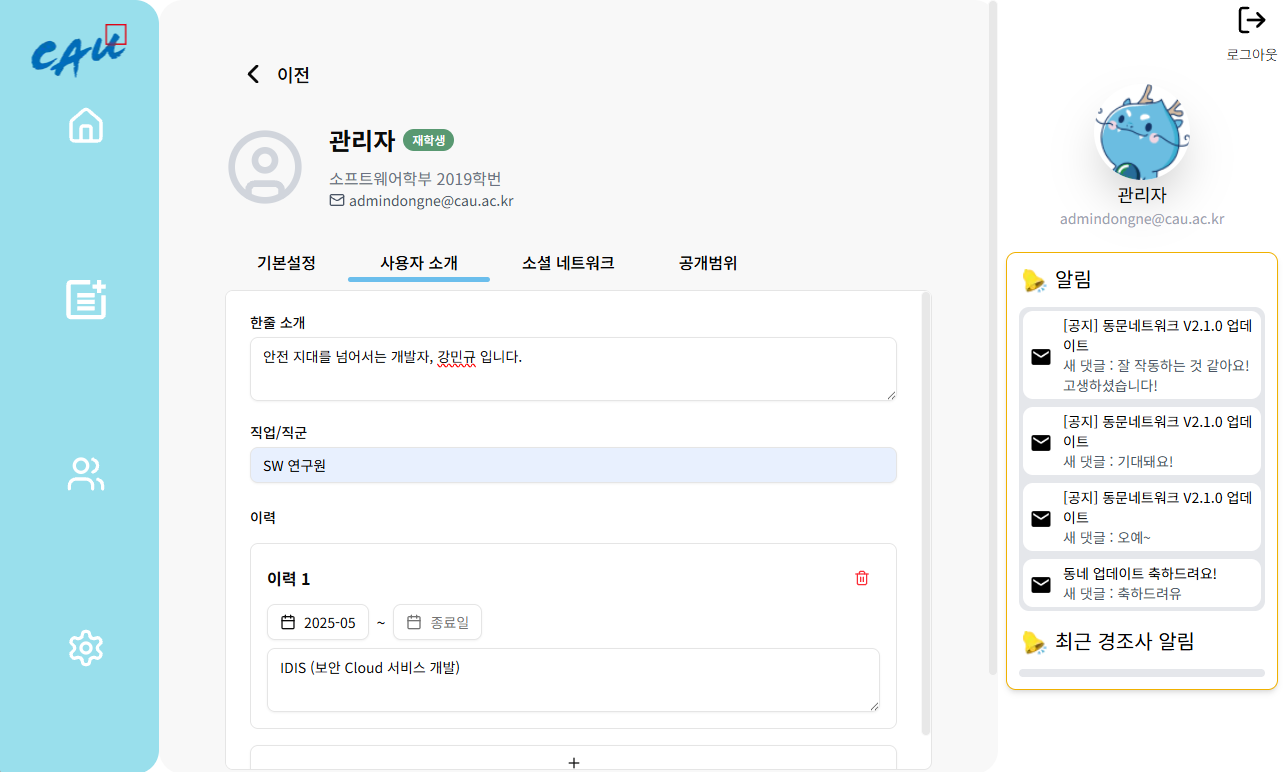 CAU
이전
관리자 재학생
소프트웨어학부 2019학번
admindongne@cau.ac.kr
기본설정 사용자 소개 소셜 네트워크 공개범위
한줄 소개
안전 지대를 넘어서는 개발자, 강민규 입니다.
직업/직군
SW 연구원
이력
이력 1
2025-05 ~ 종료일
IDIS (보안 Cloud 서비스 개발)
+
로그아웃
관리자
admindongne@cau.ac.kr
알림
[공지] 동문네트워크 V2.1.0 업데
이트
새 댓글 : 잘 작동하는 것 같아요!
고생하셨습니다!
[공지] 동문네트워크 V2.1.0 업데
이트
새 댓글 : 기대돼요!
[공지] 동문네트워크 V2.1.0 업데
이트
새 댓글 : 오예~
동네 업데이트 축하드려요!
새 댓글 : 축하드려유
최근 경조사 알림